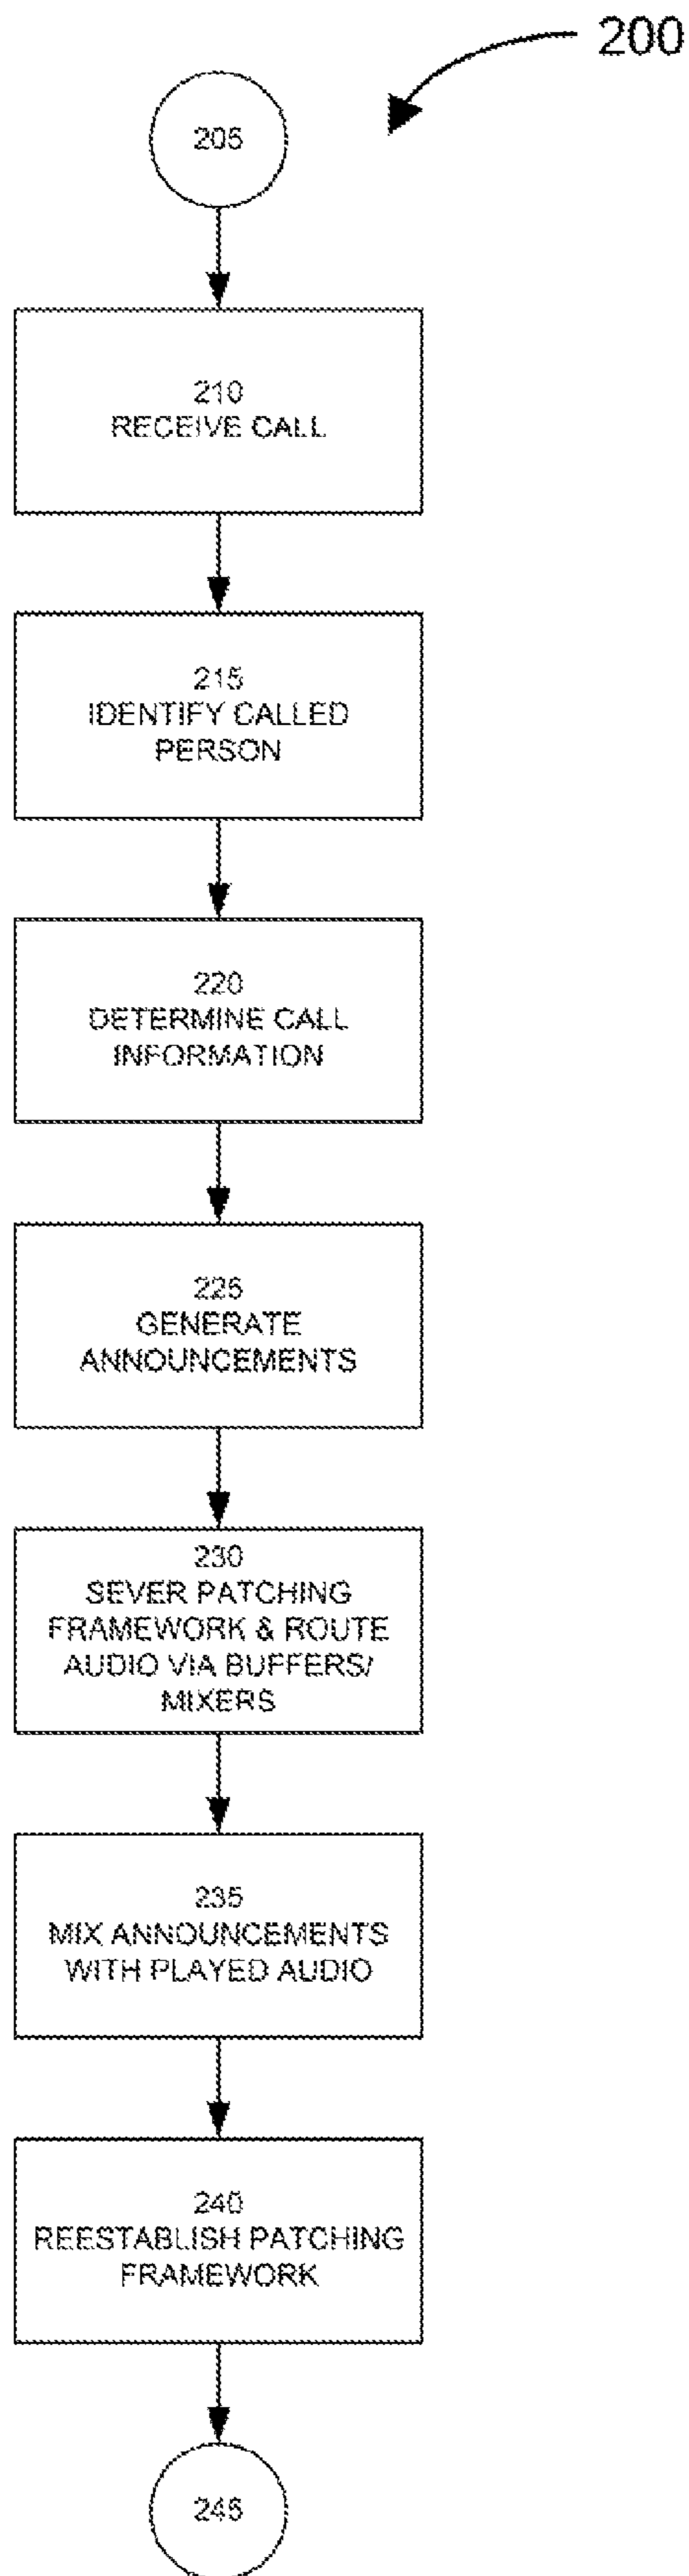 200
205
210
RECEIVE CALL
215
IDENTIFY CALLED
PERSON
220
DETERMINE CALL
INFORMATION
225
GENERATE
ANNOUNCEMENTS
230
SEVER PATCHING
FRAMEWORK & ROUTE
AUDIO VIA BUFFERS/
MIXERS
235
MIX ANNOUNCEMENTS
WITH PLAYED AUDIO
240
REESTABLISH PATCHING
FRAMEWORK
245